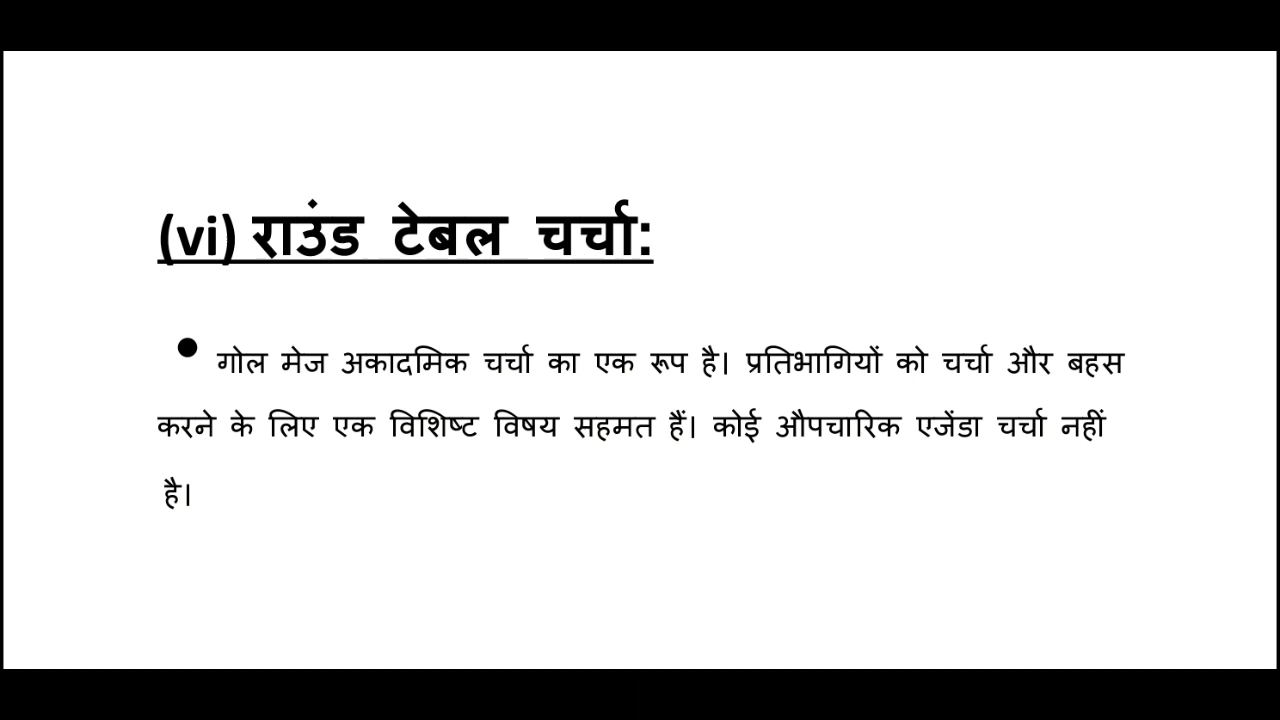 (vi) राउंड टेबल चर्चा:
• गोल मेज अकादमिक चर्चा का एक रूप है। प्रतिभागियों को चर्चा और बहस
करने के लिए एक विशिष्ट विषय सहमत हैं। कोई औपचारिक एजेंडा चर्चा नहीं
है।